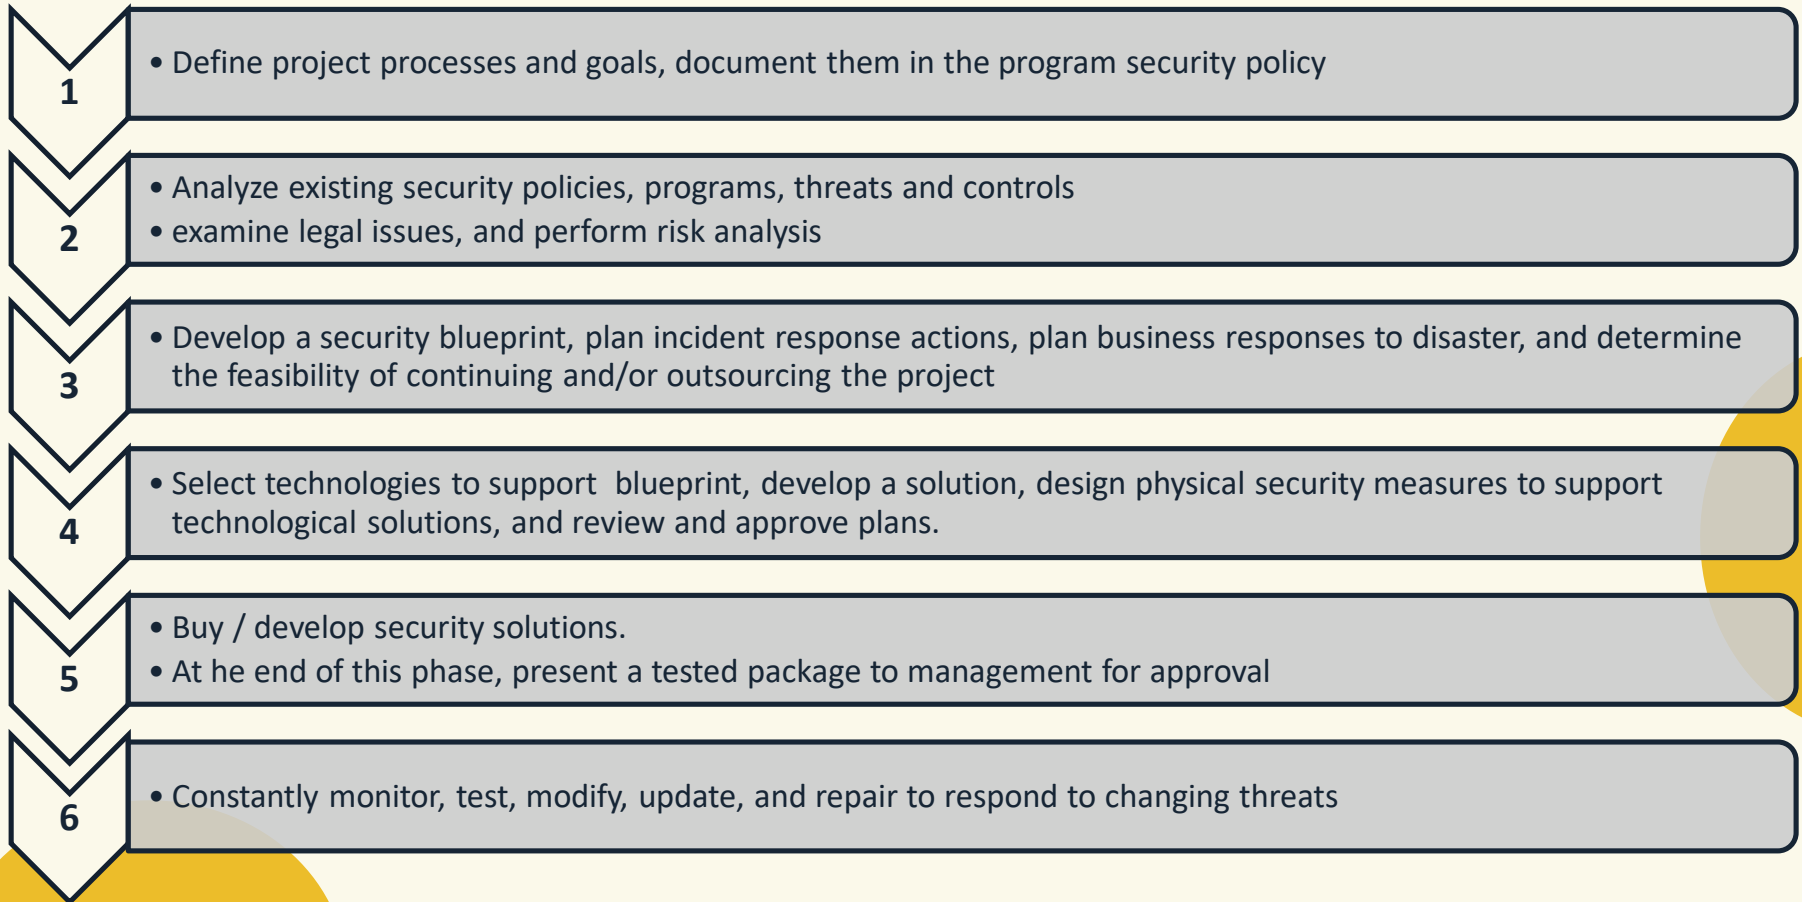 1
• Define project processes and goals, document them in the program security policy
2
• Analyze existing security policies, programs, threats and controls
• examine legal issues, and perform risk analysis
3
• Develop a security blueprint, plan incident response actions, plan business responses to disaster, and determine
the feasibility of continuing and/or outsourcing the project
4
• Select technologies to support  blueprint, develop a solution, design physical security measures to support
technological solutions, and review and approve plans.
5
• Buy / develop security solutions.
• At he end of this phase, present a tested package to management for approval
6
• Constantly monitor, test, modify, update, and repair to respond to changing threats